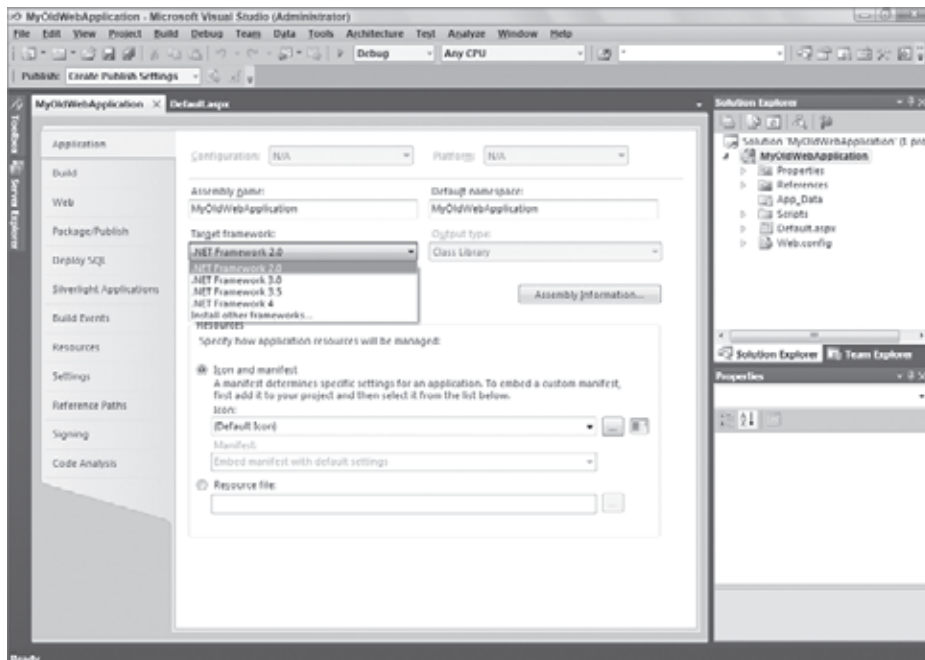 MyOldWebApplication - Microsoft Visual Studio (Administrator)
File Edit View Project Build Debug Team Data Tools Architecture Test Analyze Window Help
Debug Any CPU
Publish: Create Publish Settings
Toolbox
Server Explorer
MyOldWebApplication Default.aspx
Application
Build
Web
Package/Publish
Deploy SQL
Silverlight Applications
Build Events
Resources
Settings
Reference Paths
Signing
Code Analysis
Configuration: N/A Platform: N/A
Assembly name: Default namespace:
MyOldWebApplication MyOldWebApplication
Target framework: Output type:
.NET Framework 2.0 Class Library
.NET Framework 2.0
.NET Framework 3.0
.NET Framework 3.5
.NET Framework 4
Install other frameworks...
Assembly Information...
Resources
Specify how application resources will be managed:
Icon and manifest
A manifest determines specific settings for an application. To embed a custom manifest,
first add it to your project and then select it from the list below.
Icon:
(Default Icon) ...
Manifest:
Embed manifest with default settings
Resource file:
...
Solution Explorer
Solution 'MyOldWebApplication' (1 pro
MyOldWebApplication
Properties
References
App_Data
Scripts
Default.aspx
Web.config
Solution Explorer Team Explorer
Properties
Ready